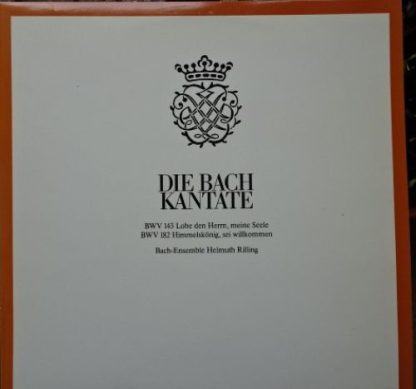 DIE BACH
KANTATE
BWV 143 Lobe den Herrn, meine Seele
BWV 182 Himmelskönig, sei willkommen
Bach-Ensemble Helmuth Rilling